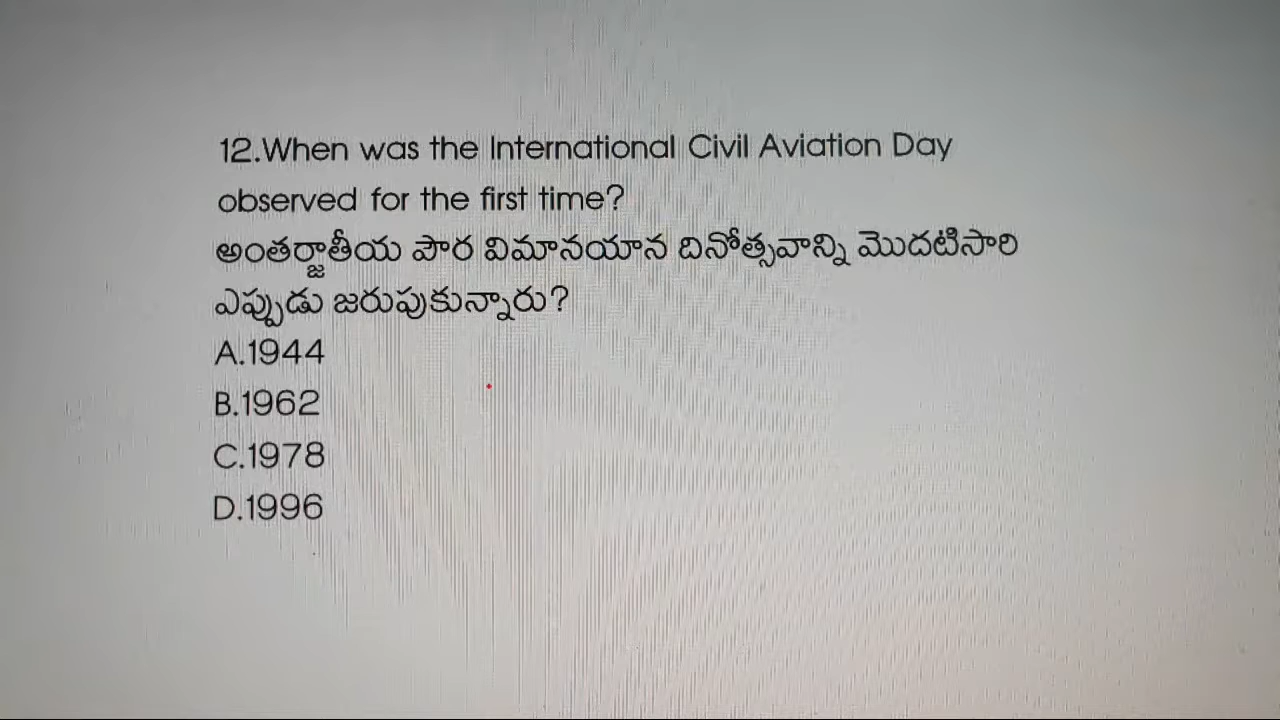 12.When was the International Civil Aviation Day
observed for the first time?
అంతర్జాతీయ పౌర విమానయాన దినోత్సవాన్ని మొదటిసారి
ఎప్పుడు జరుపుకున్నారు?
A.1944
B.1962
C.1978
D.1996